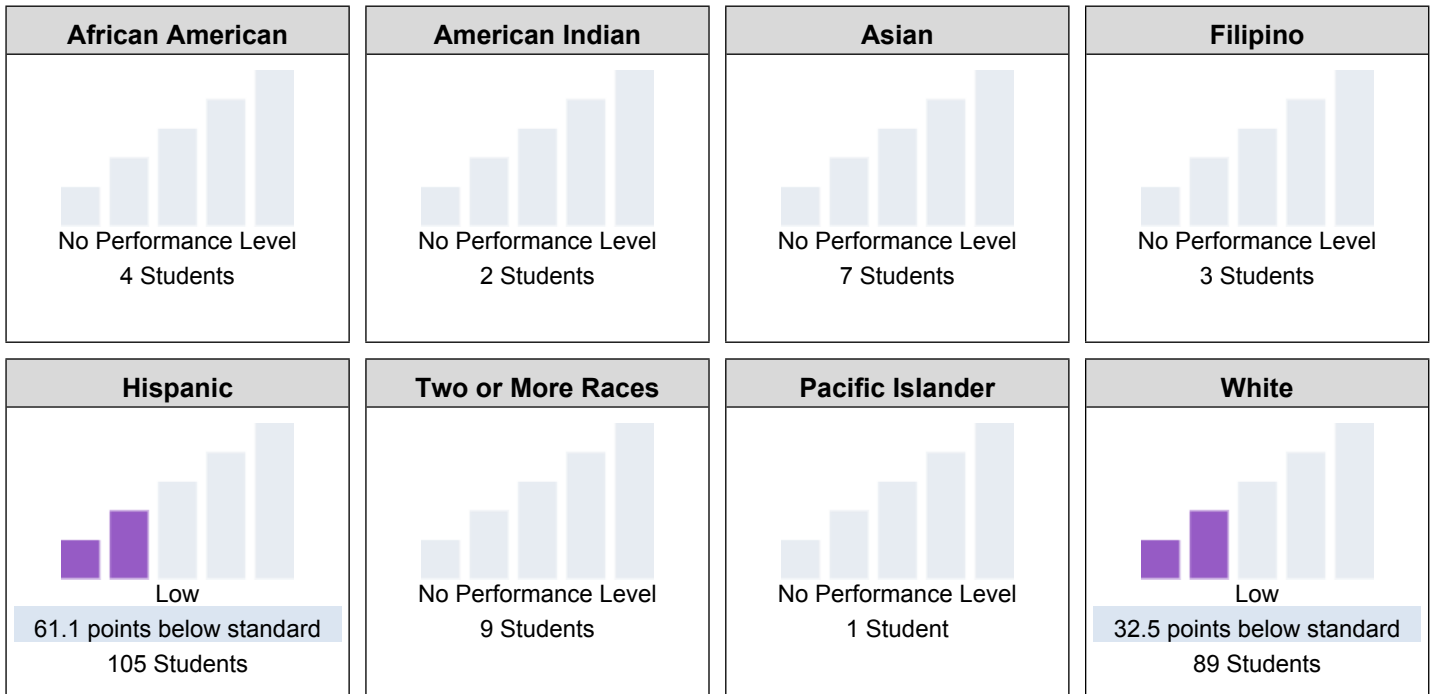 African American
No Performance Level
4 Students
American Indian
No Performance Level
2 Students
Asian
No Performance Level
7 Students
Filipino
No Performance Level
3 Students
Hispanic
Low
61.1 points below standard
105 Students
Two or More Races
No Performance Level
9 Students
Pacific Islander
No Performance Level
1 Student
White
Low
32.5 points below standard
89 Students